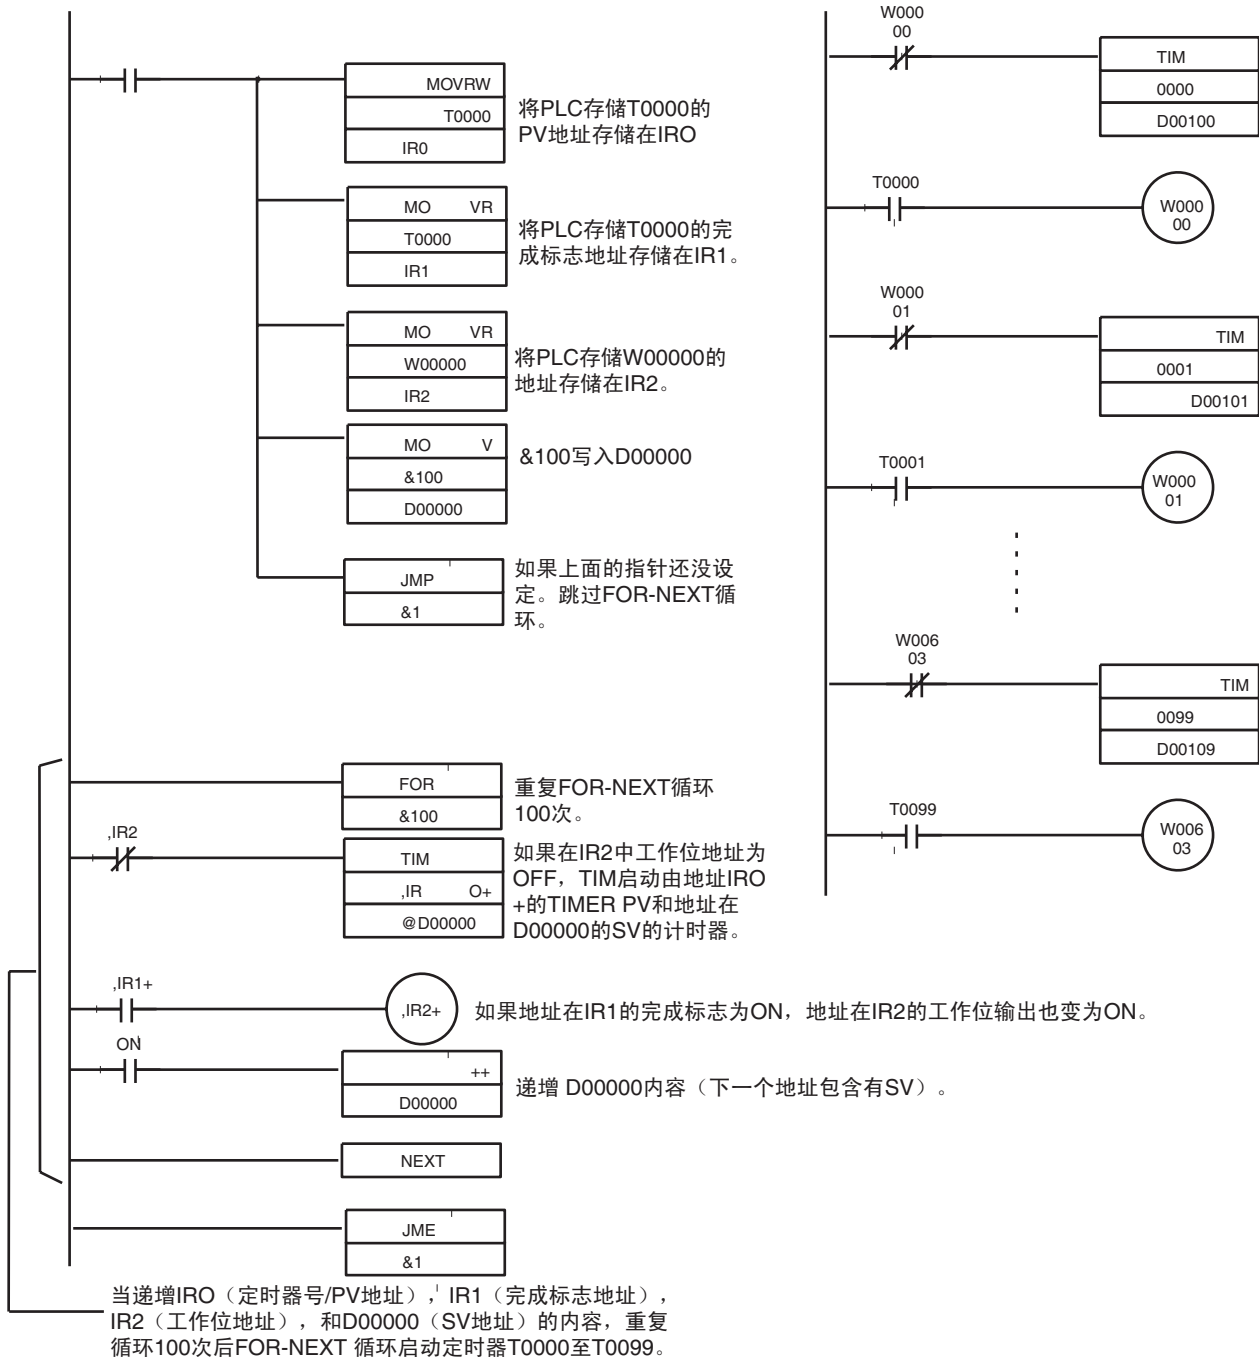 MOVRW
T0000
IR0
将PLC存储T0000的
PV地址存储在IRO
MO VR
T0000
IR1
将PLC存储T0000的完
成标志地址存储在IR1。
MO VR
W00000
IR2
将PLC存储W00000的
地址存储在IR2。
MO V
&100
D00000
&100写入D00000
JMP
&1
如果上面的指针还没设
定。跳过FOR-NEXT循
环。
FOR
&100
重复FOR-NEXT循环
100次。
,IR2
TIM
,IR O+
@D00000
如果在IR2中工作位地址为
OFF，TIM启动由地址IRO
+的TIMER PV和地址在
D00000的SV的计时器。
,IR1+
,IR2+
如果地址在IR1的完成标志为ON，地址在IR2的工作位输出也变为ON。
ON
++
D00000
递增 D00000内容（下一个地址包含有SV）。
NEXT
JME
&1
当递增IRO（定时器号/PV地址），IR1（完成标志地址），
IR2（工作位地址），和D00000（SV地址）的内容，重复
循环100次后FOR-NEXT 循环启动定时器T0000至T0099。
W000
00
TIM
0000
D00100
T0000
W000
00
W000
01
TIM
0001
D00101
T0001
W000
01
W006
03
TIM
0099
D00109
T0099
W006
03